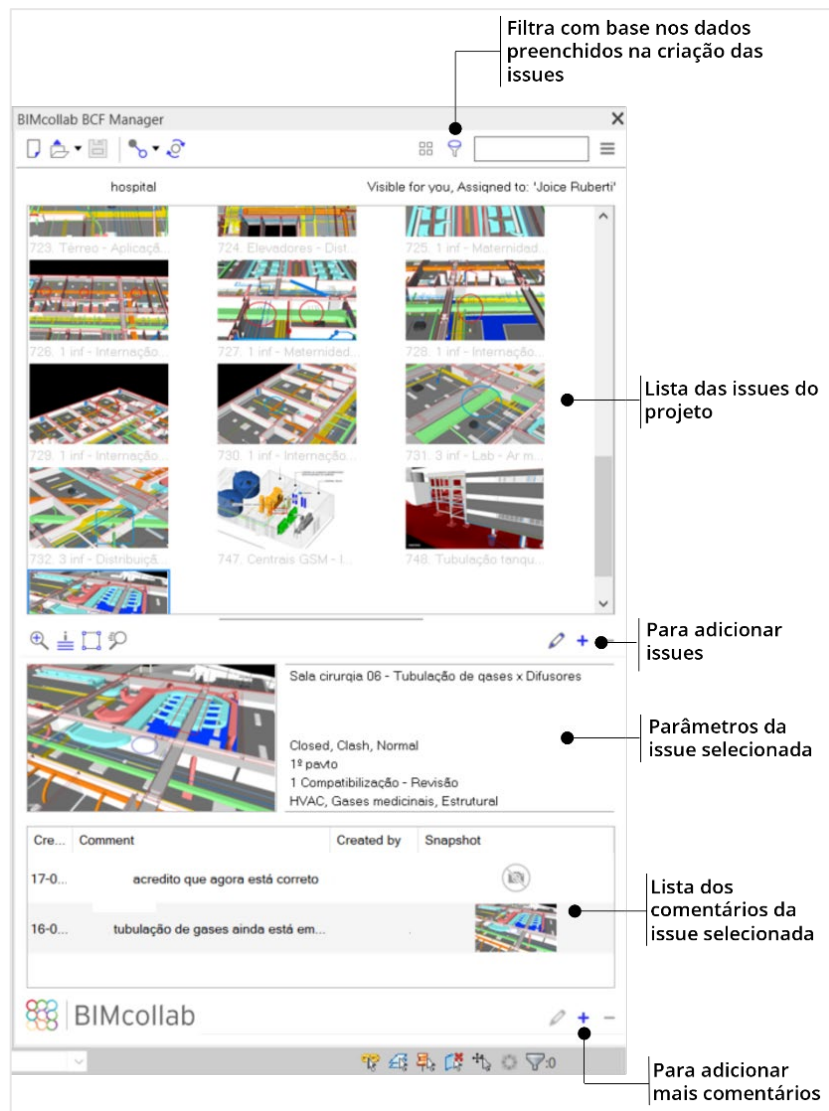 Filtra com base nos dados
preenchidos na criação das
issues
BIMcollab BCF Manager
hospital
Visible for you, Assigned to: 'Joice Ruberti'
723. Térreo - Aplicaçã...
724. Elevadores - Dist...
725. 1 inf - Maternidad...
726. 1 inf - Internação...
727. 1 inf - Maternidad...
728. 1 inf - Internação...
Lista das issues do
projeto
729. 1 inf - Internação...
730. 1 inf - Internação...
731. 3 inf - Lab - Ar m...
732. 3 inf - Distribuiçã...
747. Centrais GSM - I...
748. Tubulação tanqu...
Para adicionar
issues
Sala cirurgia 06 - Tubulação de gases x Difusores
Parâmetros da
issue selecionada
Closed, Clash, Normal
1º pavto
1 Compatibilização - Revisão
HVAC, Gases medicinais, Estrutural
Cre... Comment Created by Snapshot
17-0... acredito que agora está correto
Lista dos
comentários da
issue selecionada
16-0... tubulação de gases ainda está em...
BIMcollab
:0
Para adicionar
mais comentários